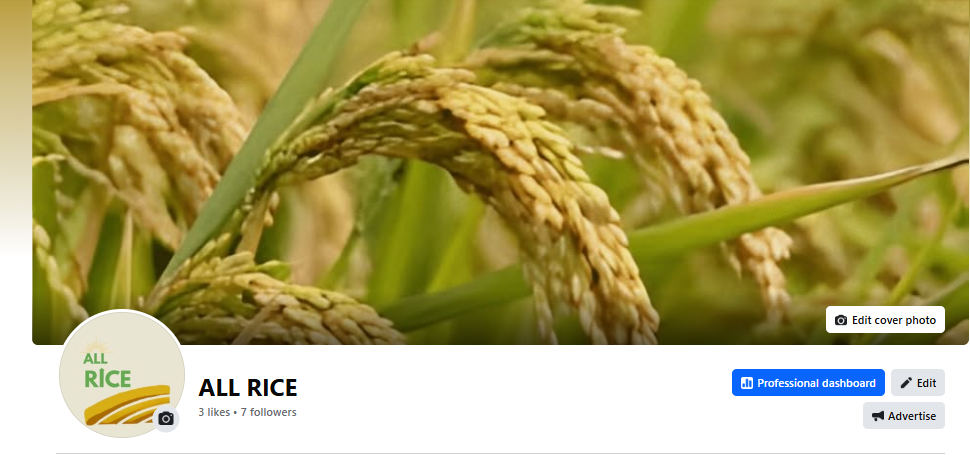 Edit cover photo
ALL
RICE
ALL RICE
3 likes • 7 followers
Professional dashboard
Edit
Advertise